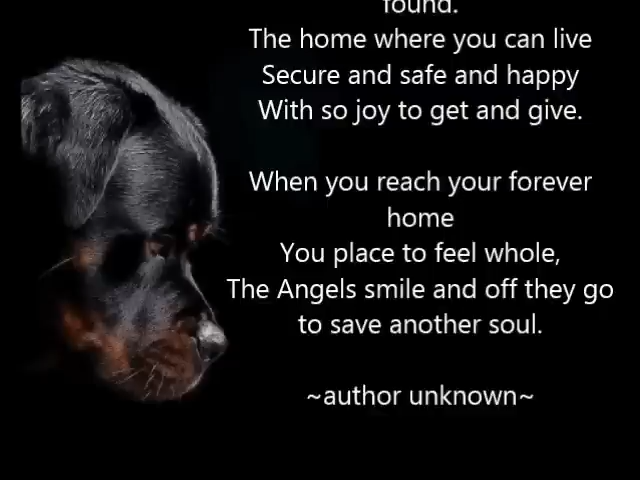 found.
The home where you can live
Secure and safe and happy
With so joy to get and give.
When you reach your forever
home
You place to feel whole,
The Angels smile and off they go
to save another soul.
~author unknown~